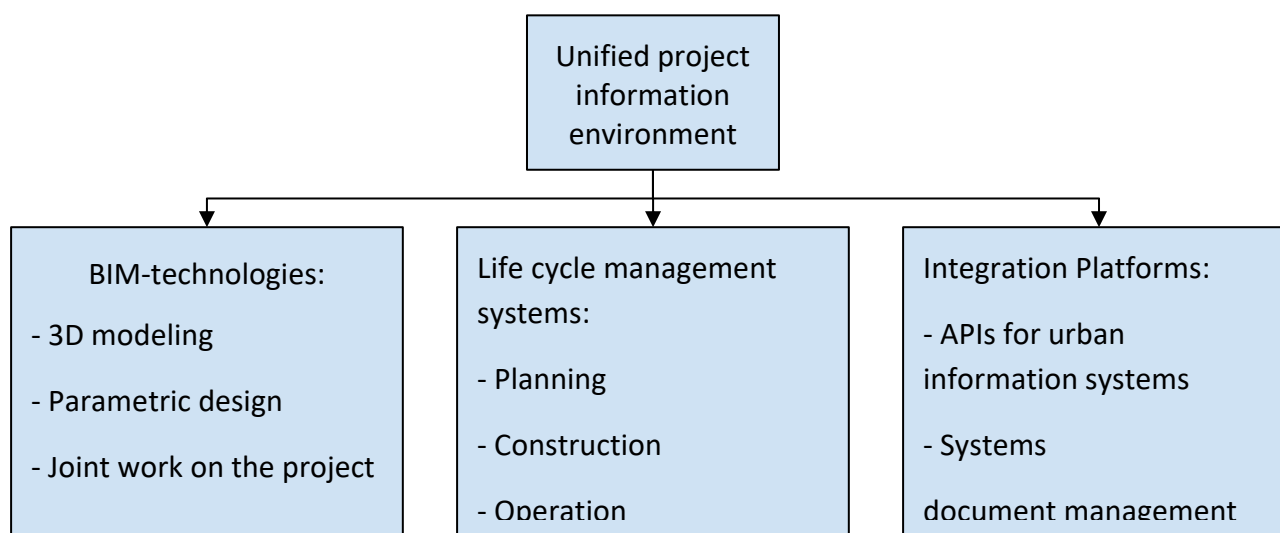 Unified project
information
environment
BIM-technologies:
- 3D modeling
- Parametric design
- Joint work on the project
Life cycle management
systems:
- Planning
- Construction
- Operation
Integration Platforms:
- APIs for urban
information systems
- Systems
document management